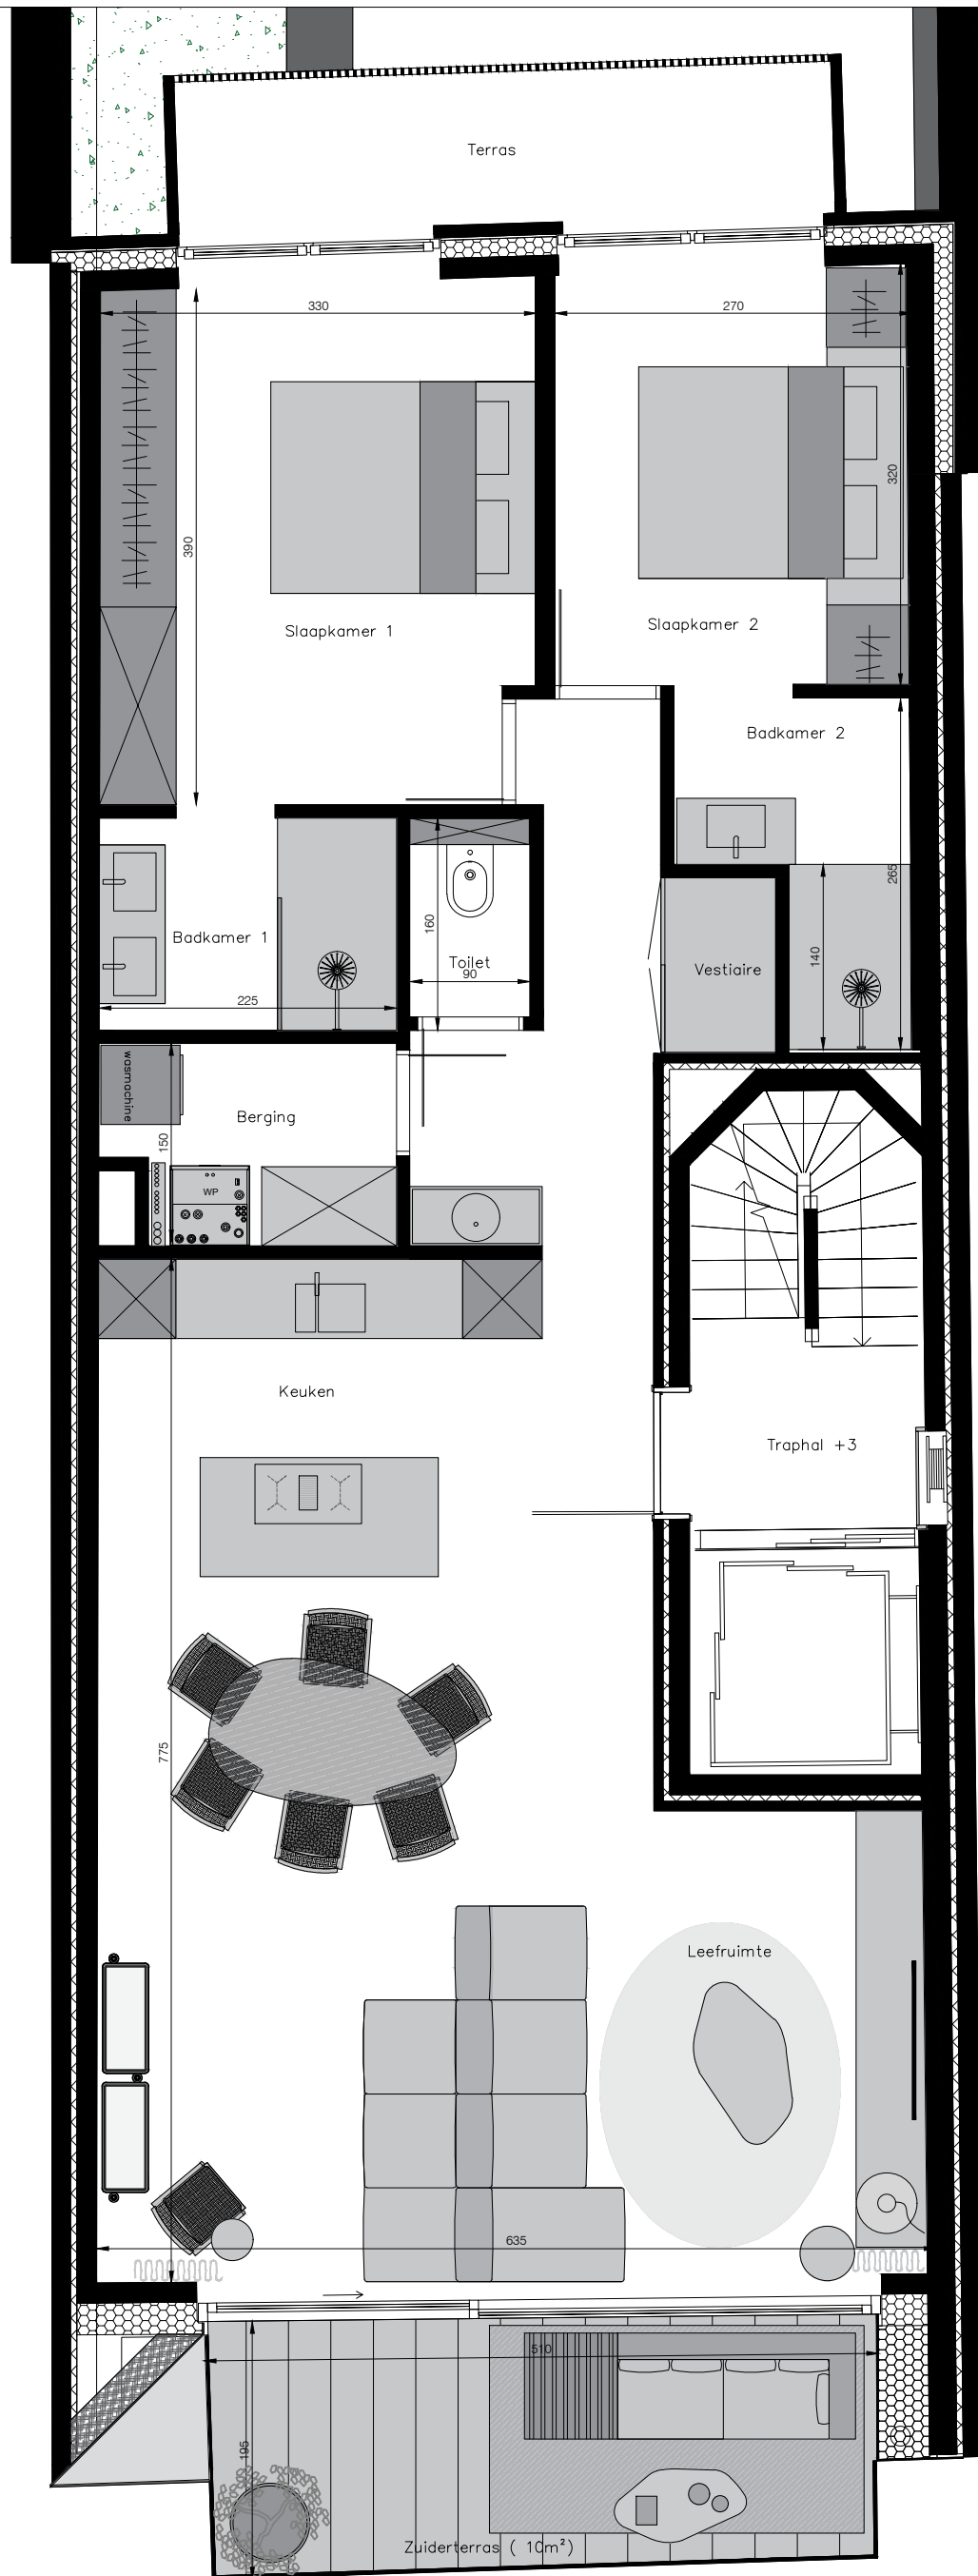 Terras
330
270
320
390
Slaapkamer 1
Slaapkamer 2
Badkamer 2
265
160
140
Badkamer 1
Toilet
90
Vestiaire
225
wasmachine
Berging
150
WP
Keuken
Traphal +3
775
Leefruimte
635
510
195
Zuiderterras ( 10m²)